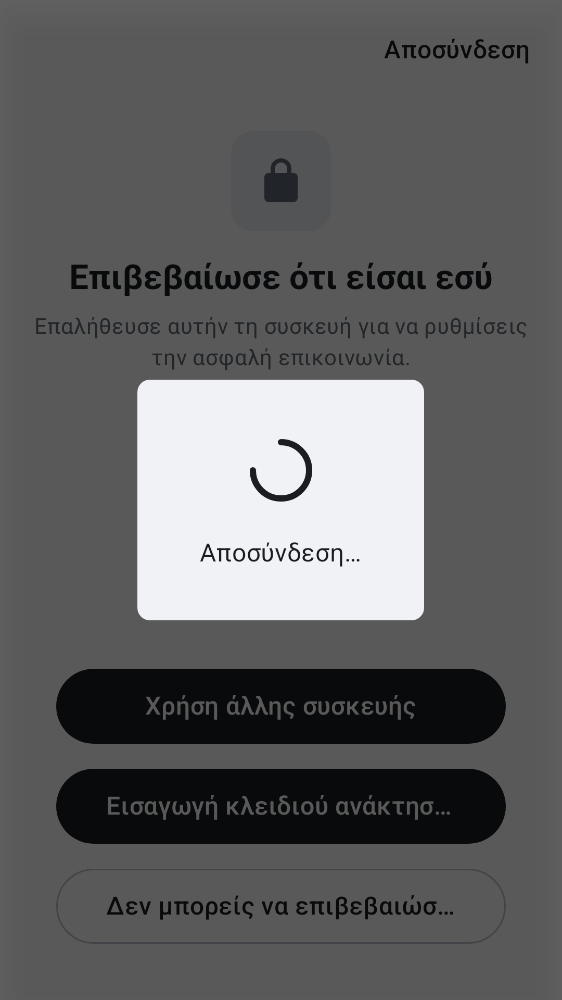 Αποσύνδεση
Επιβεβαίωσε ότι είσαι εσύ
Επαλήθευσε αυτήν τη συσκευή για να ρυθμίσεις
την ασφαλή επικοινωνία.
Αποσύνδεση…
Χρήση άλλης συσκευής
Εισαγωγή κλειδιού ανάκτησ…
Δεν μπορείς να επιβεβαιώσ…